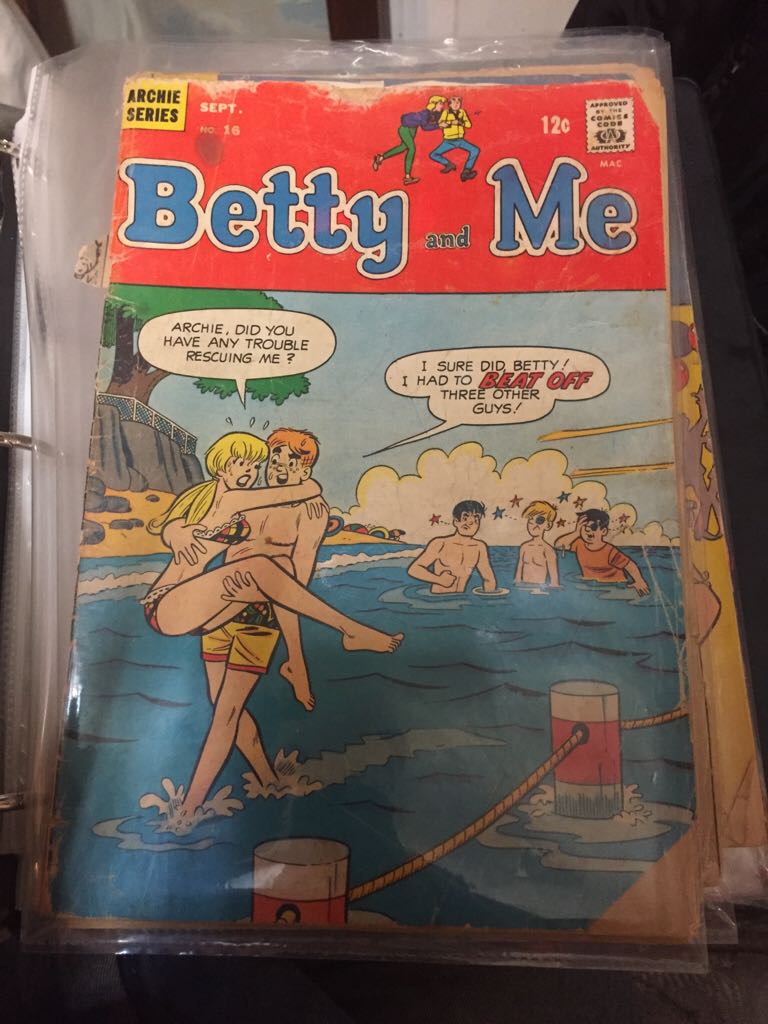 ARCHIE
SERIES
SEPT.
NO. 16
12¢
APPROVED
BY THE
COMICS
CODE
CA
AUTHORITY
MAC
Betty and Me
ARCHIE, DID YOU
HAVE ANY TROUBLE
RESCUING ME ?
I SURE DID, BETTY!
I HAD TO BEAT OFF
THREE OTHER
GUYS!